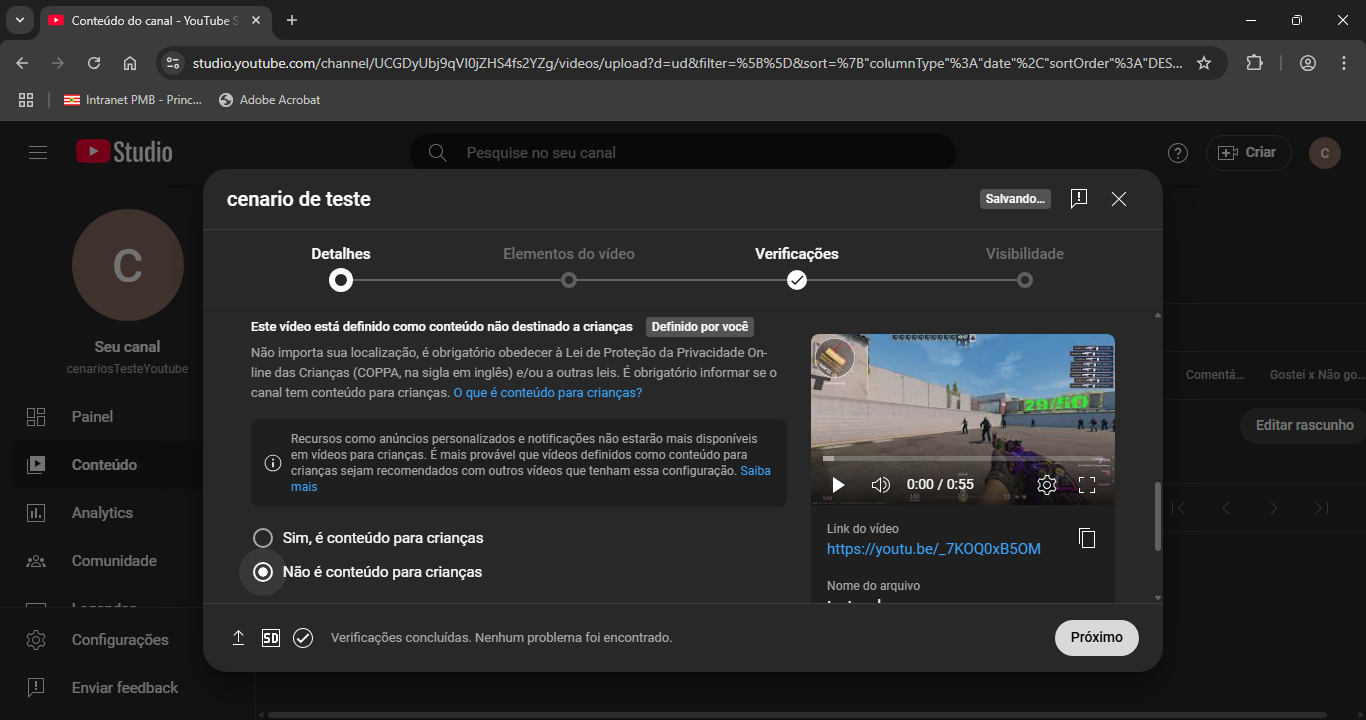 Conteúdo do canal - YouTube S
studio.youtube.com/channel/UCGDyUbj9qVI0jZHS4fs2YZg/videos/upload?d=ud&filter=%5B%5D&sort=%7B"columnType"%3A"date"%2C"sortOrder"%3A"DES...
Intranet PMB - Princ...
Adobe Acrobat
Studio
Pesquise no seu canal
Criar
C
cenario de teste
Salvando...
Detalhes
Elementos do vídeo
Verificações
Visibilidade
C
Seu canal
cenariosTesteYoutube
Painel
Conteúdo
Analytics
Comunidade
Legendas
Configurações
Enviar feedback
Este vídeo está definido como conteúdo não destinado a crianças
Definido por você
Não importa sua localização, é obrigatório obedecer à Lei de Proteção da Privacidade On-
line das Crianças (COPPA, na sigla em inglês) e/ou a outras leis. É obrigatório informar se o
canal tem conteúdo para crianças. O que é conteúdo para crianças?
Recursos como anúncios personalizados e notificações não estarão mais disponíveis
em vídeos para crianças. É mais provável que vídeos definidos como conteúdo para
crianças sejam recomendados com outros vídeos que tenham essa configuração. Saiba
mais
Sim, é conteúdo para crianças
Não é conteúdo para crianças
29/50
0:00 / 0:55
Link do vídeo
https://youtu.be/_7KOQ0xB5OM
Nome do arquivo
Comentá...
Gostei x Não go...
Editar rascunho
SD
Verificações concluídas. Nenhum problema foi encontrado.
Próximo